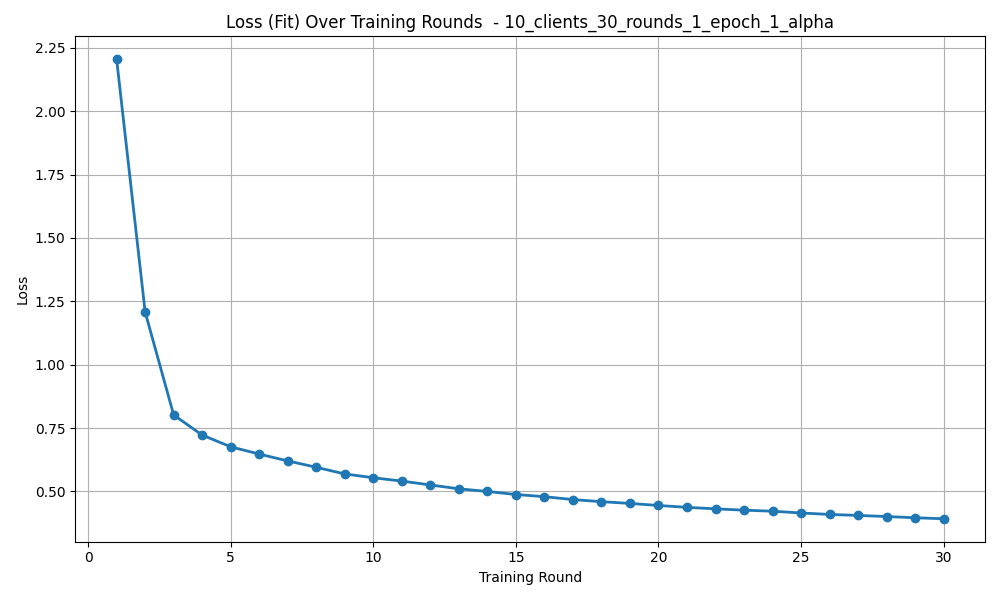 Loss (Fit) Over Training Rounds  - 10_clients_30_rounds_1_epoch_1_alpha
Loss
2.25
2.00
1.75
1.50
1.25
1.00
0.75
0.50
0 5 10 15 20 25 30
Training Round